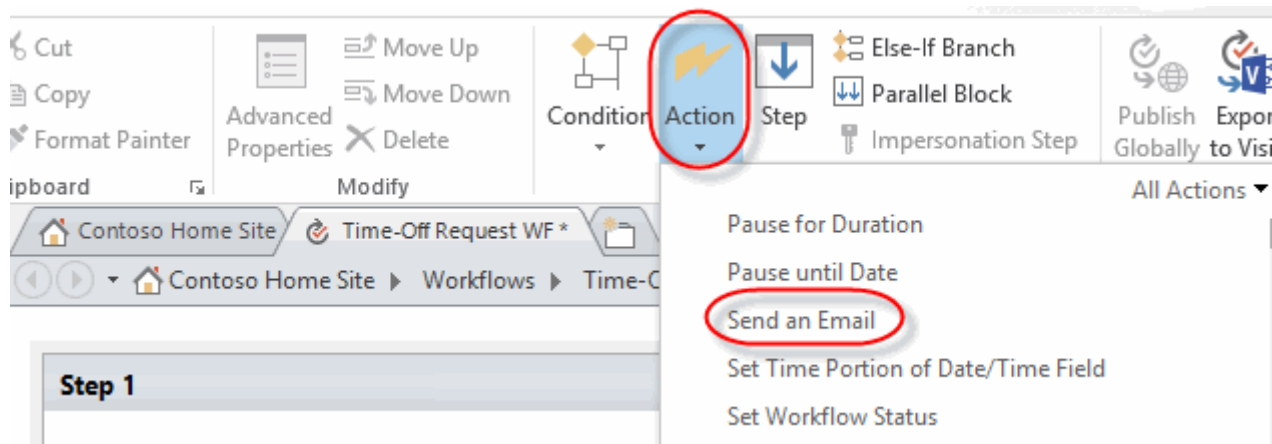 Cut
Copy
Format Painter
ipboard
Advanced
Properties
Move Up
Move Down
Delete
Modify
Condition
Action
Step
Else-If Branch
Parallel Block
Impersonation Step
Publish
Globally
Expor
to Visi
All Actions
Contoso Home Site
Time-Off Request WF *
Contoso Home Site
Workflows
Time-O
Pause for Duration
Pause until Date
Send an Email
Set Time Portion of Date/Time Field
Set Workflow Status
Step 1